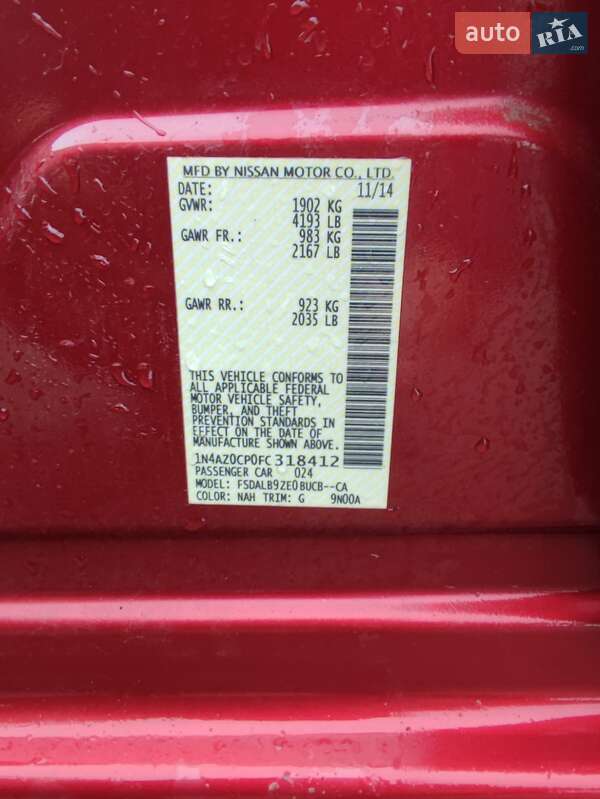 auto RIA
.com
MFD BY NISSAN MOTOR CO., LTD.
DATE: 11/14
GVWR: 1902 KG
4193 LB
GAWR FR.: 983 KG
2167 LB
GAWR RR.: 923 KG
2035 LB
THIS VEHICLE CONFORMS TO
ALL APPLICABLE FEDERAL
MOTOR VEHICLE SAFETY,
BUMPER, AND THEFT
PREVENTION STANDARDS IN
EFFECT ON THE DATE OF
MANUFACTURE SHOWN ABOVE.
1N4AZ0CP0FC318412
PASSENGER CAR 024
MODEL: FSDALB9ZE0BUCB--CA
COLOR: NAH TRIM: G 9N00A